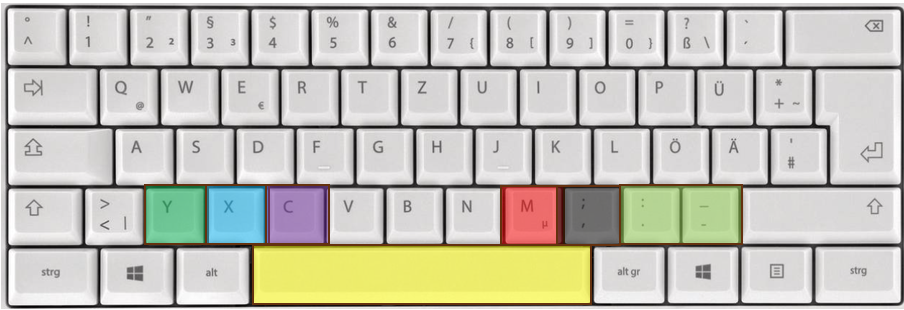 ° ! " § $ % & / ( ) = ? `
^ 1 2 ² 3 ³ 4 5 6 7 { 8 [ 9 ] 0 } ß \ ´
Q @ W E € R T Z U I O P Ü * + ~
A S D F G H J K L Ö Ä ' #
> < | Y X C V B N M µ ; , : . _ -
strg alt alt gr strg